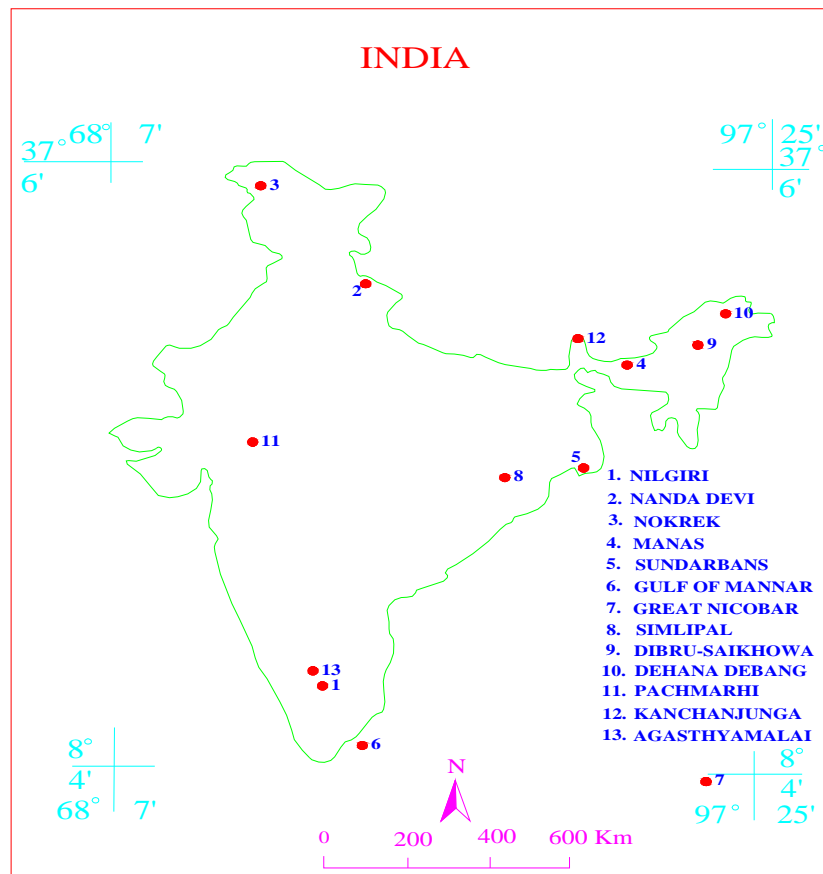 INDIA
68° 7'
37°
6'
97° 25'
37°
6'
3
2
10
12
9
4
11
5
8
1. NILGIRI
2. NANDA DEVI
3. NOKREK
4. MANAS
5. SUNDARBANS
6. GULF OF MANNAR
7. GREAT NICOBAR
8. SIMLIPAL
9. DIBRU-SAIKHOWA
10. DEHANA DEBANG
11. PACHMARHI
12. KANCHANJUNGA
13. AGASTHYAMALAI
13
1
6
8°
4'
68° 7'
N
8°
4'
7
97° 25'
0 200 400 600 Km